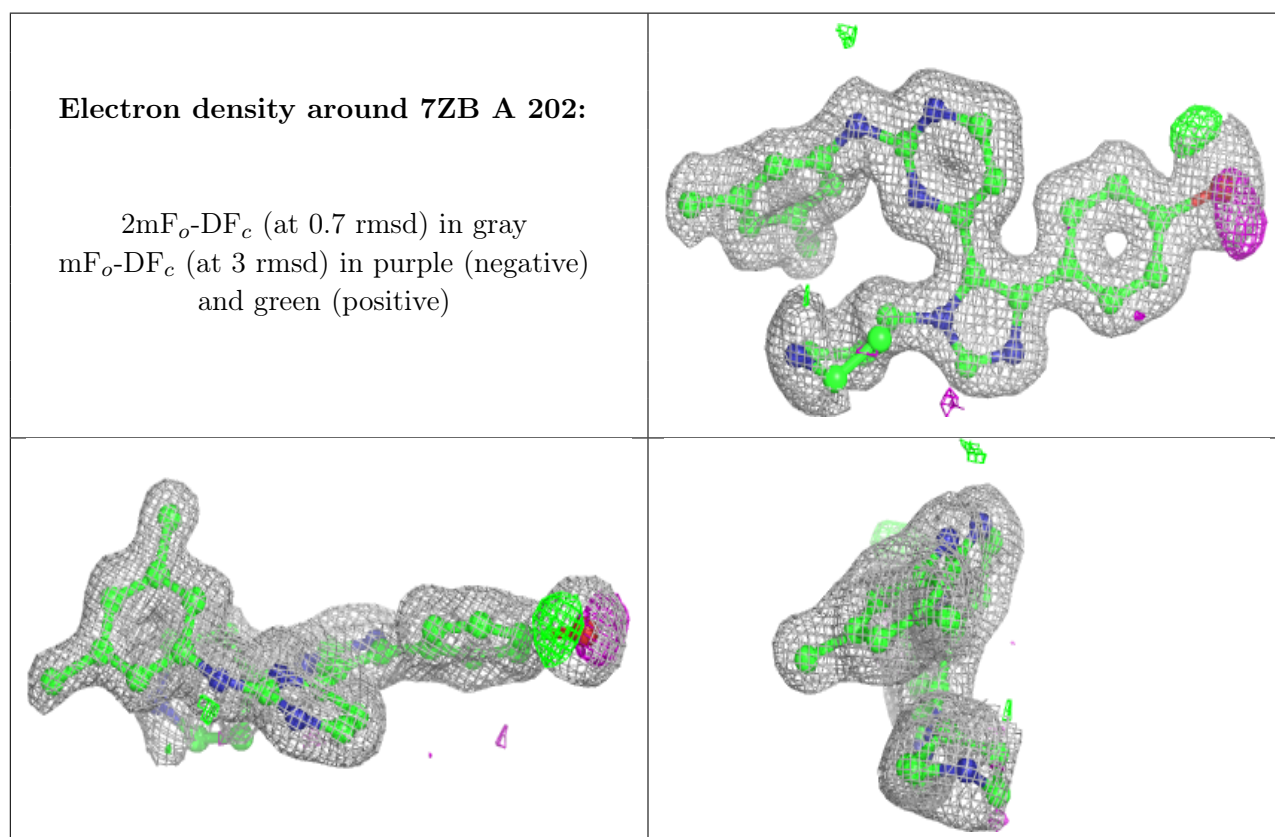 Electron density around 7ZB A 202:
2mFo-DFc (at 0.7 rmsd) in gray
mFo-DFc (at 3 rmsd) in purple (negative)
and green (positive)